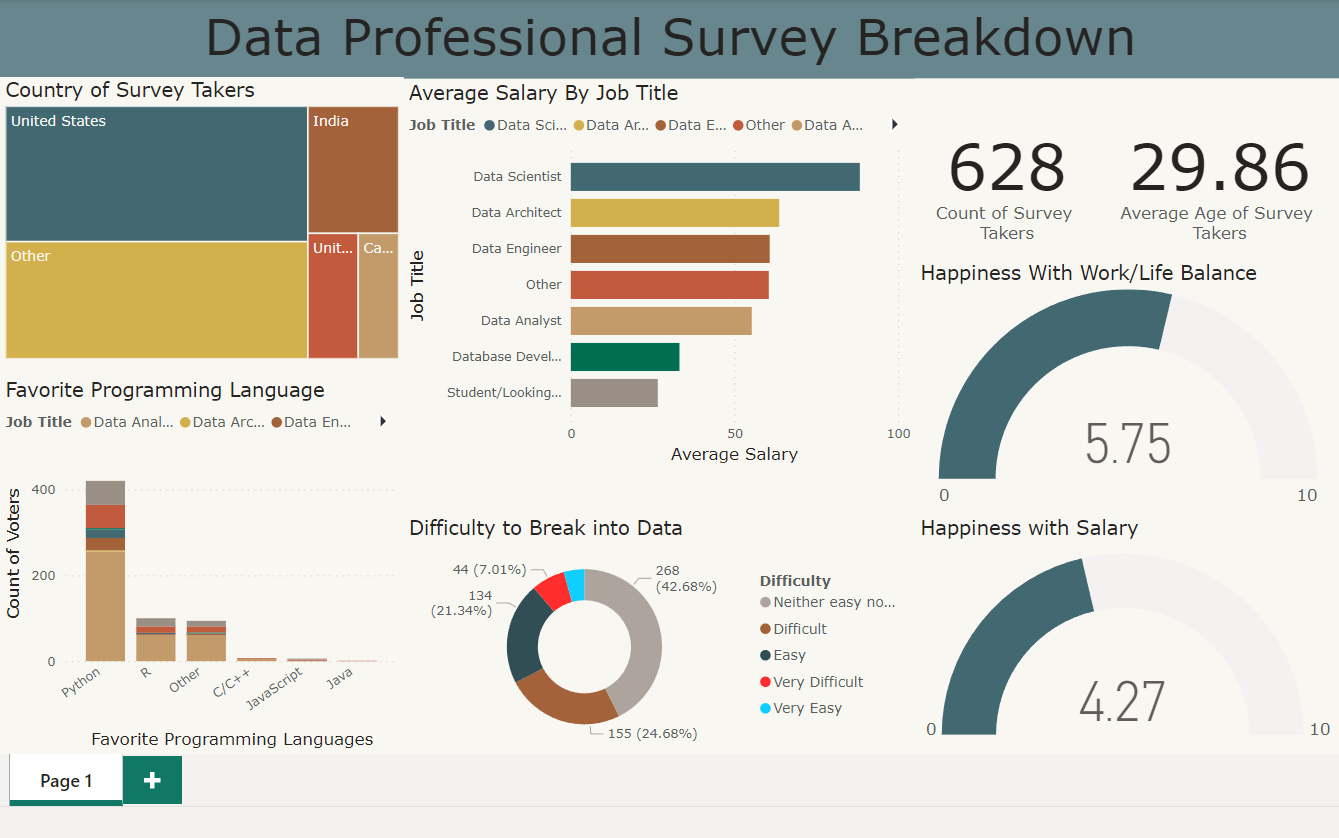 Data Professional Survey Breakdown
Country of Survey Takers
United States
India
Other
Unit...
Ca...
Average Salary By Job Title
Job Title Data Sci... Data Ar... Data E... Other Data A...
Job Title
Data Scientist
Data Architect
Data Engineer
Other
Data Analyst
Database Devel...
Student/Looking...
0 50 100
Average Salary
628
Count of Survey
Takers
29.86
Average Age of Survey
Takers
Happiness With Work/Life Balance
5.75
0 10
Favorite Programming Language
Job Title Data Anal... Data Arc... Data En...
Count of Voters
400
200
0
Python
R
Other
C/C++
JavaScript
Java
Favorite Programming Languages
Difficulty to Break into Data
44 (7.01%)
268
(42.68%)
134
(21.34%)
155 (24.68%)
Difficulty
Neither easy no...
Difficult
Easy
Very Difficult
Very Easy
Happiness with Salary
4.27
0 10
Page 1